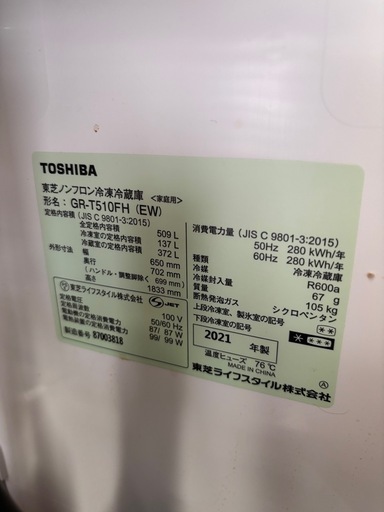 TOSHIBA
東芝ノンフロン冷凍冷蔵庫 <家庭用>
形名: GR-T510FH (EW)
定格内容積 (JIS C 9801-3:2015)
全定格内容積 509 L
冷凍室の定格内容積 137 L
冷蔵室の定格内容積 372 L
外形寸法 幅 650 mm
奥行 702 mm
(ハンドル・調整脚除く 699 mm)
高さ 1833 mm
東芝ライフスタイル株式会社
JET
定格電圧 100 V
定格周波数 50/60 Hz
電動機の定格消費電力 87/ 87 W
電熱装置の定格消費電力 99/ 99 W
製造番号 87003818
消費電力量 (JIS C 9801-3:2015)
50Hz 280 kWh/年
60Hz 280 kWh/年
種類 冷凍冷蔵庫
冷媒 R600a
冷媒封入量 67 g
質量 105 kg
断熱発泡ガス シクロペンタン
上段冷凍室、製氷室の記号 **
下段冷凍室の記号 * ***
2021 年製
温度ヒューズ 76℃
MADE IN CHINA
東芝ライフスタイル株式会社
A